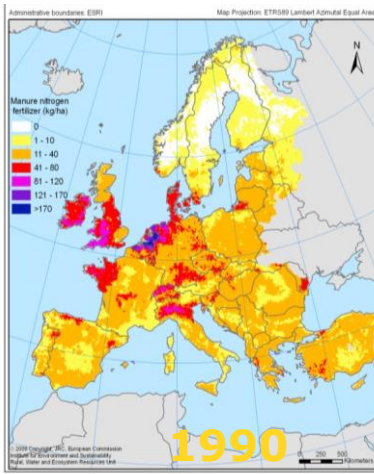 Administrative boundaries: ESRI
Map Projection: ETRS89 Lambert Azimutal Equal Area
N
Manure nitrogen
fertilizer (kg/ha)
0
1 - 10
11 - 40
41 - 80
81 - 120
121 - 170
>170
© 2009 Copyright, JRC, European Commission
Institute for Environment and Sustainability
Rural, Water and Ecosystem Resources Unit
1990
500
Kilometers